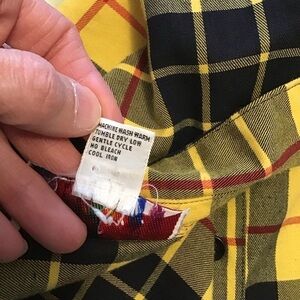 MACHINE WASH WARM
TUMBLE DRY LOW
GENTLE CYCLE
NO BLEACH
COOL IRON